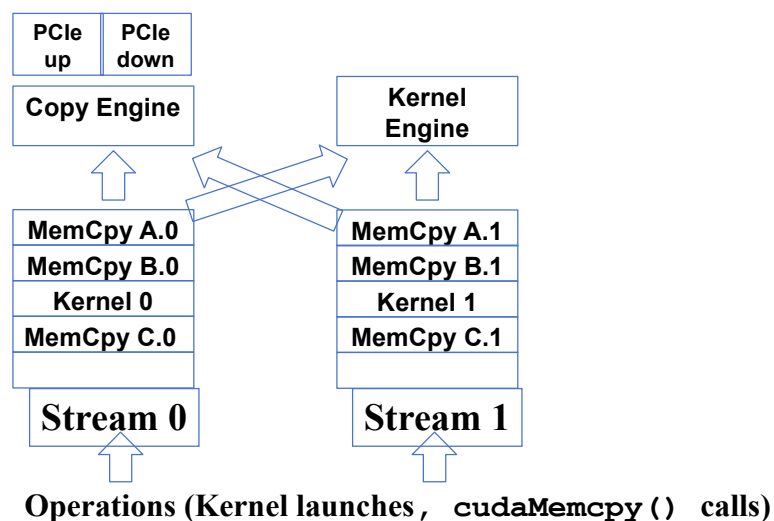 PCIe
up
PCIe
down
Copy Engine
Kernel
Engine
MemCpy A.0
MemCpy B.0
Kernel 0
MemCpy C.0
Stream 0
MemCpy A.1
MemCpy B.1
Kernel 1
MemCpy C.1
Stream 1
Operations (Kernel launches, cudaMemcpy() calls)